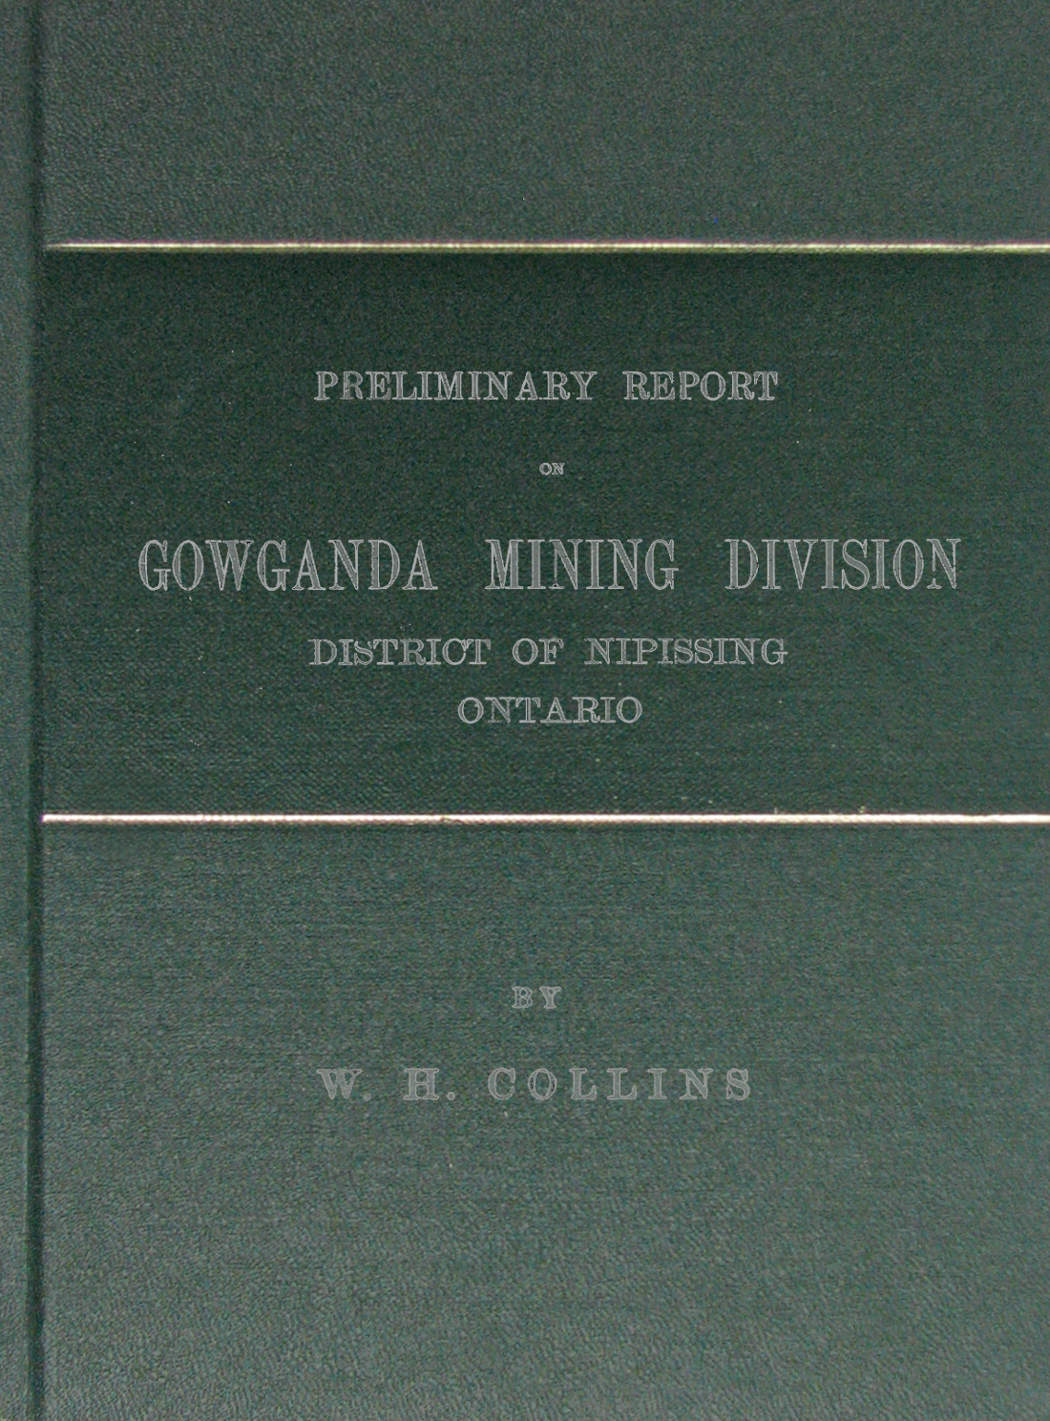 PRELIMINARY REPORT
ON
GOWGANDA MINING DIVISION
DISTRICT OF NIPISSING
ONTARIO
BY
W. H. COLLINS